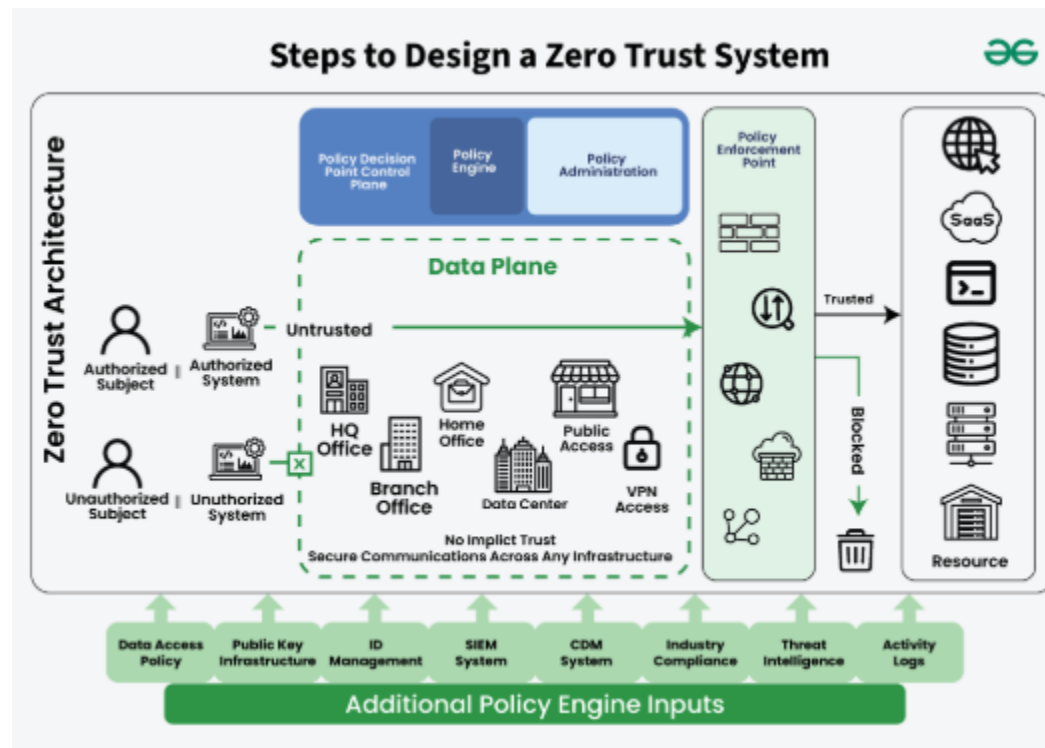 Steps to Design a Zero Trust System
Zero Trust Architecture
Policy Decision
Point Control
Plane
Policy
Engine
Policy
Administration
Policy
Enforcement
Point
Data Plane
Untrusted
Trusted
Blocked
Authorized
Subject
Authorized
System
Unauthorized
Subject
Unuthorized
System
X
HQ
Office
Branch
Office
Home
Office
Data Center
Public
Access
VPN
Access
No Implict Trust
Secure Communications Across Any Infrastructure
SaaS
Resource
Data Access
Policy
Public Key
Infrastructure
ID
Management
SIEM
System
CDM
System
Industry
Compliance
Threat
Intelligence
Activity
Logs
Additional Policy Engine Inputs